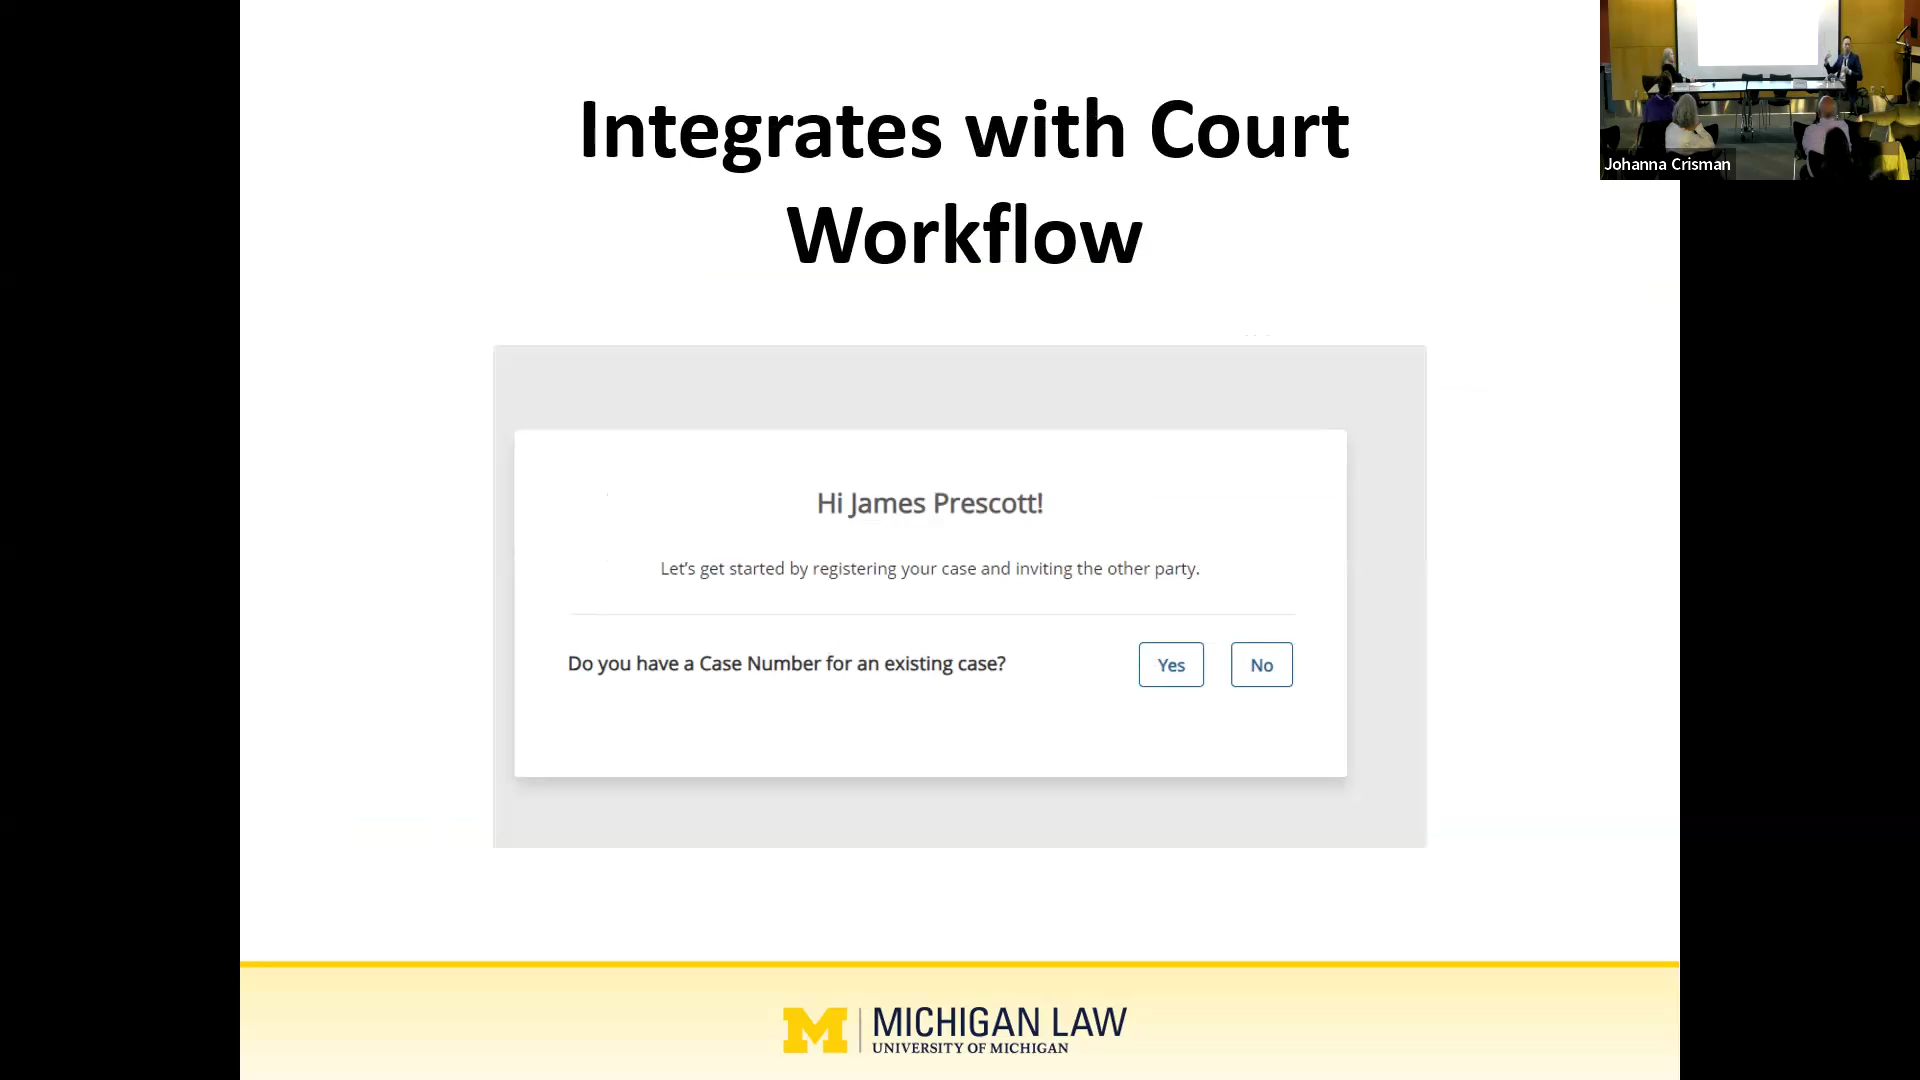 Integrates with Court
Workflow
Johanna Crisman
Hi James Prescott!
Let's get started by registering your case and inviting the other party.
Do you have a Case Number for an existing case?
Yes
No
M
MICHIGAN LAW
UNIVERSITY OF MICHIGAN